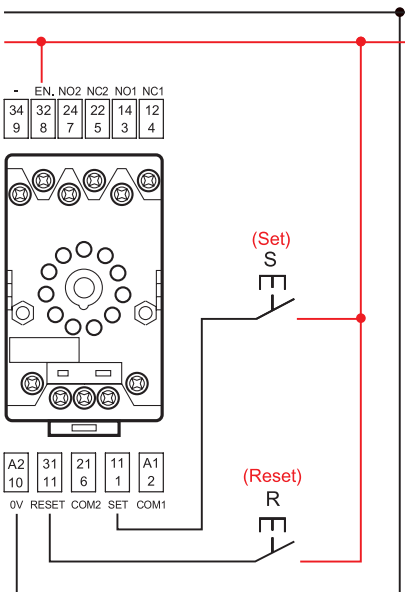 - EN. NO2 NC2 NO1 NC1
34 32 24 22 14 12
9 8 7 5 3 4
(Set)
S
A2 31 21 11 A1
10 11 6 1 2
0V RESET COM2 SET COM1
(Reset)
R